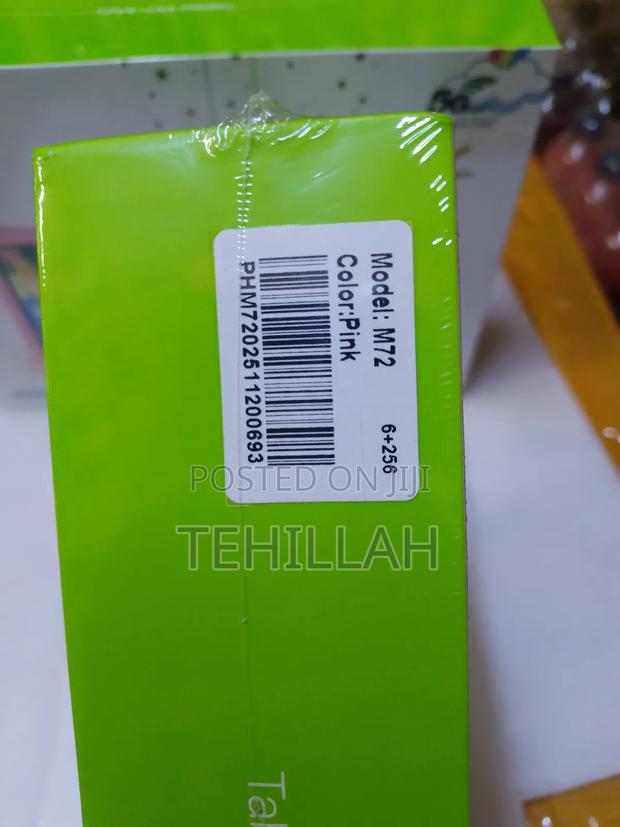 Model: M72
6+256
Color:Pink
PHM7202511200693
POSTED ON JIJI
TEHILLAH